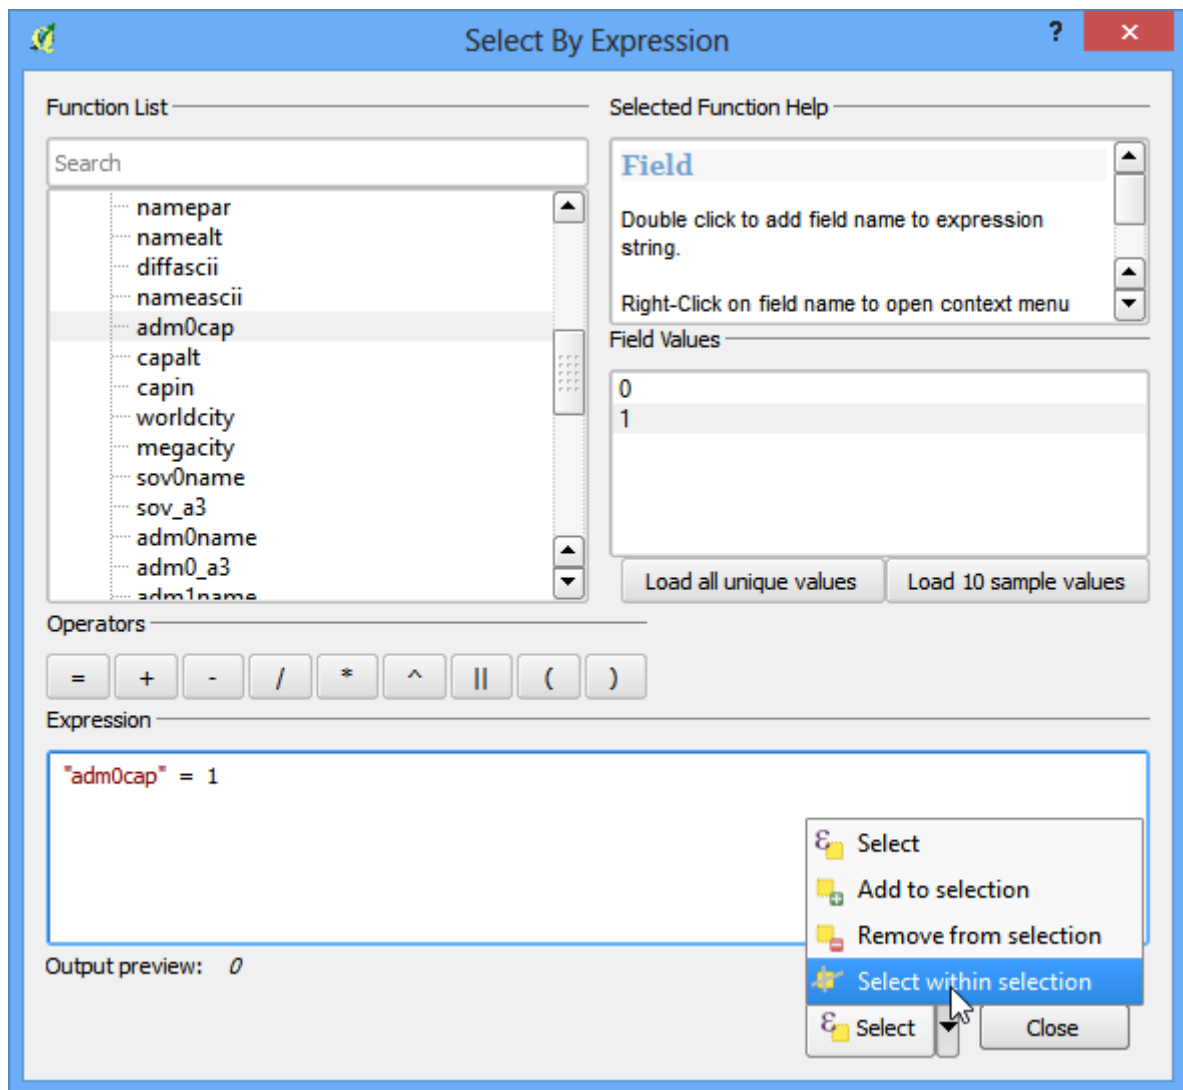 Select By Expression
?
×
Function List
Search
namepar
namealt
diffascii
nameascii
adm0cap
capalt
capin
worldcity
megacity
sov0name
sov_a3
adm0name
adm0_a3
adm1name
Selected Function Help
Field
Double click to add field name to expression
string.
Right-Click on field name to open context menu
Field Values
0
1
Load all unique values
Load 10 sample values
Operators
= + - / * ^ || ( )
Expression
"adm0cap" = 1
Output preview: 0
Select
Add to selection
Remove from selection
Select within selection
Select
Close